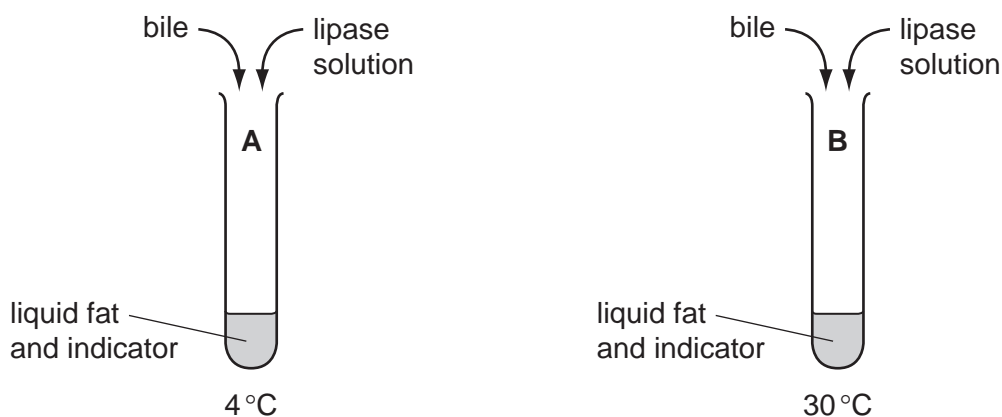 bile
lipase
solution
A
liquid fat
and indicator
4 °C
bile
lipase
solution
B
liquid fat
and indicator
30 °C